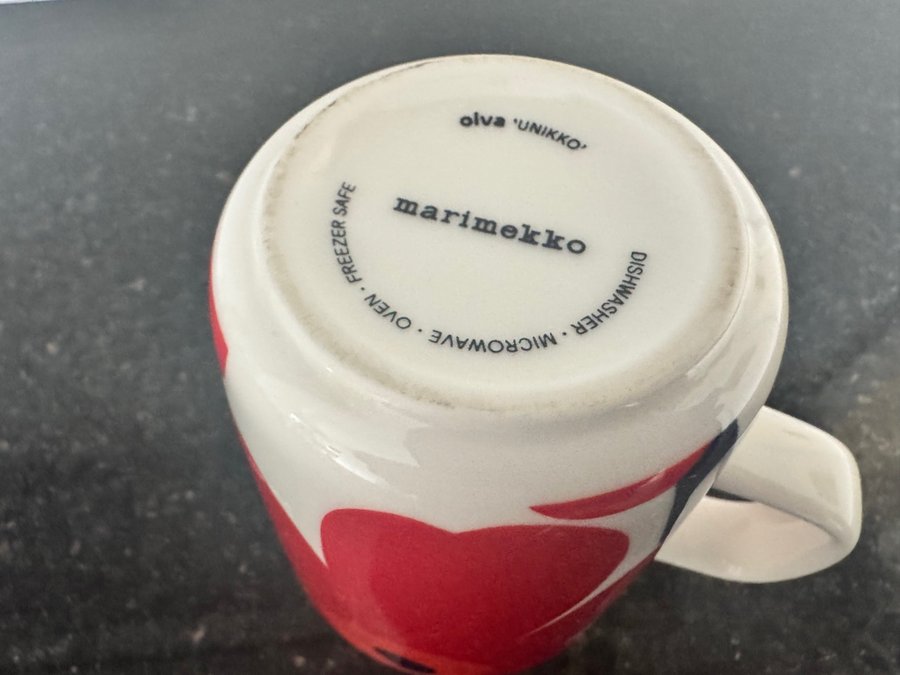 oiva 'UNIKKO'
marimekko
DISHWASHER · MICROWAVE · OVEN · FREEZER SAFE